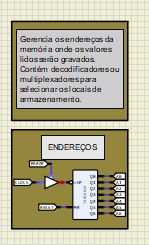 Gerencia os endereços da
memória onde os valores
lidos serão gravados.
Contém decodificadores ou
multiplexadores para
selecionar os locais de
armazenamento.
ENDEREÇOS